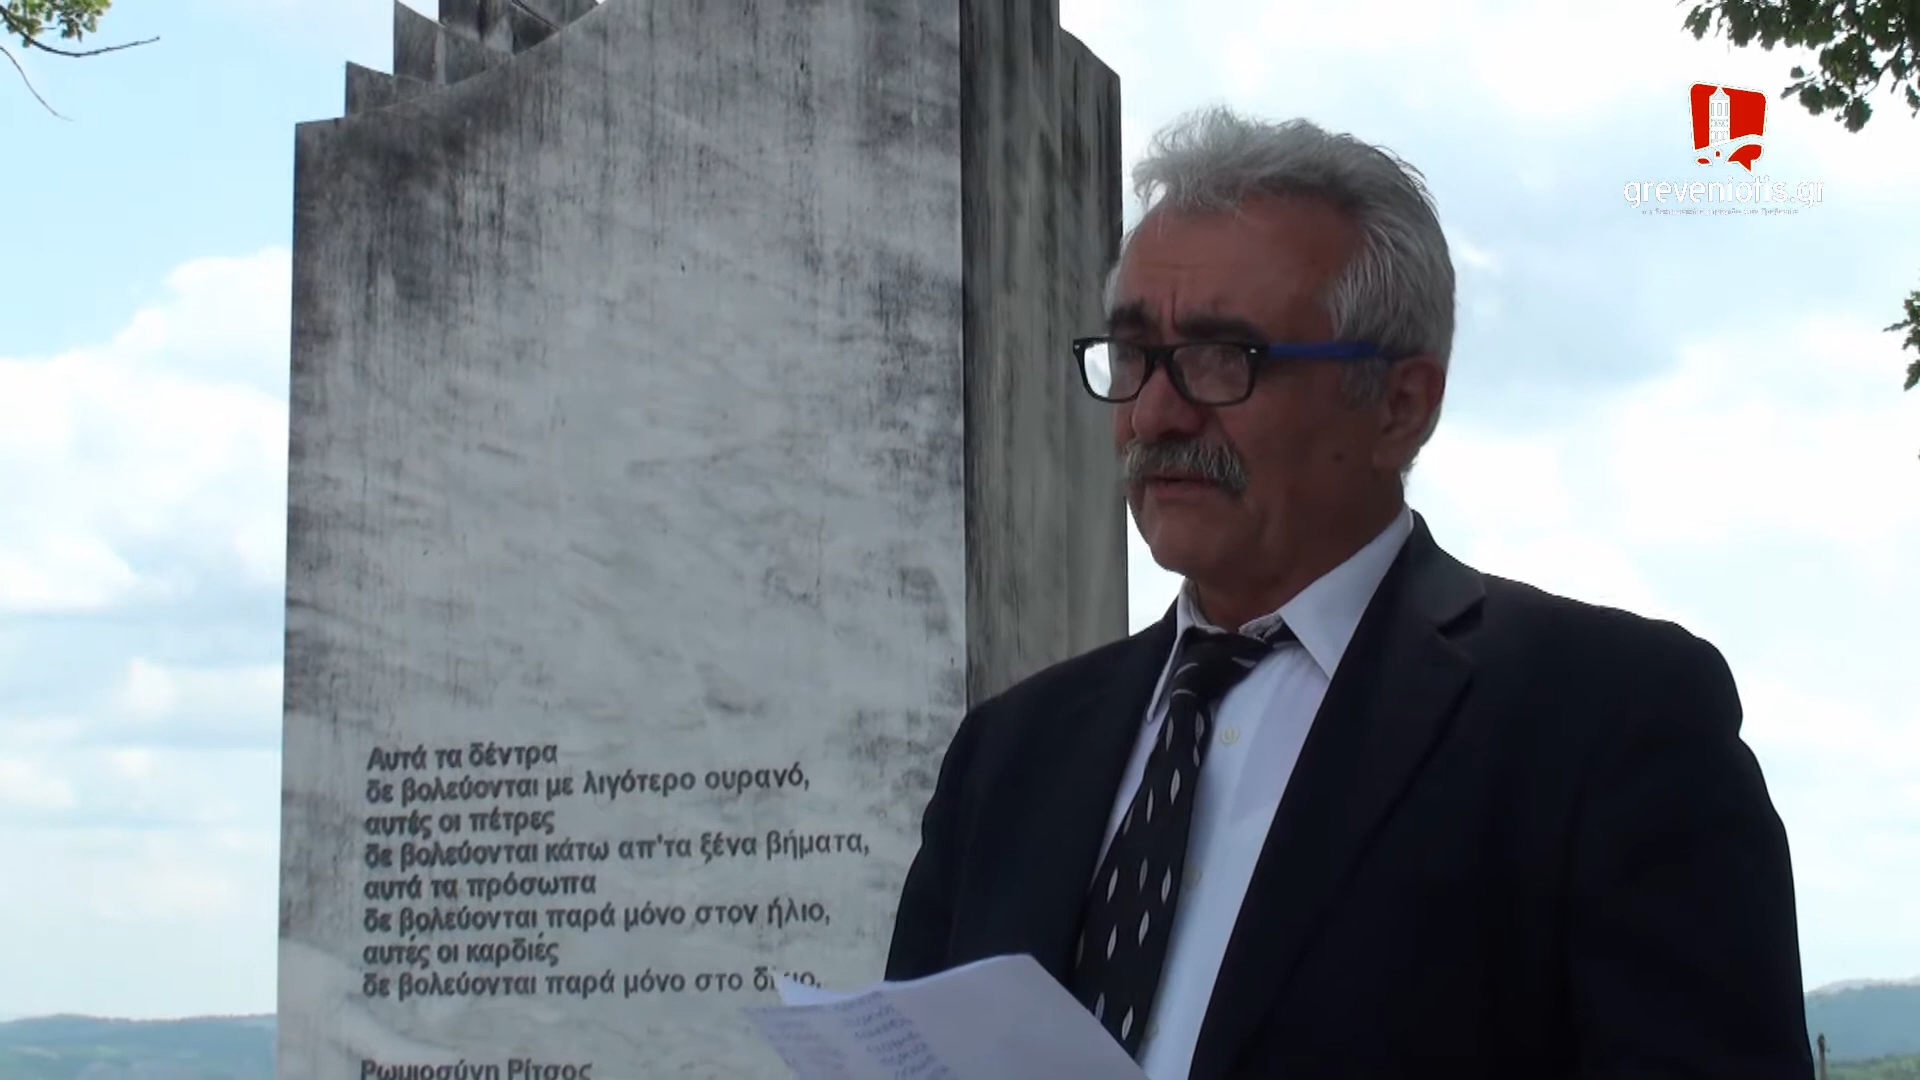 greveniotis.gr
Αυτά τα δέντρα
δε βολεύονται με λιγότερο ουρανό,
αυτές οι πέτρες
δε βολεύονται κάτω απ'τα ξένα βήματα,
αυτά τα πρόσωπα
δε βολεύονται παρά μόνο στον ήλιο,
αυτές οι καρδιές
δε βολεύονται παρά μόνο στο
Ρωμιοσύνη Ρίτσος